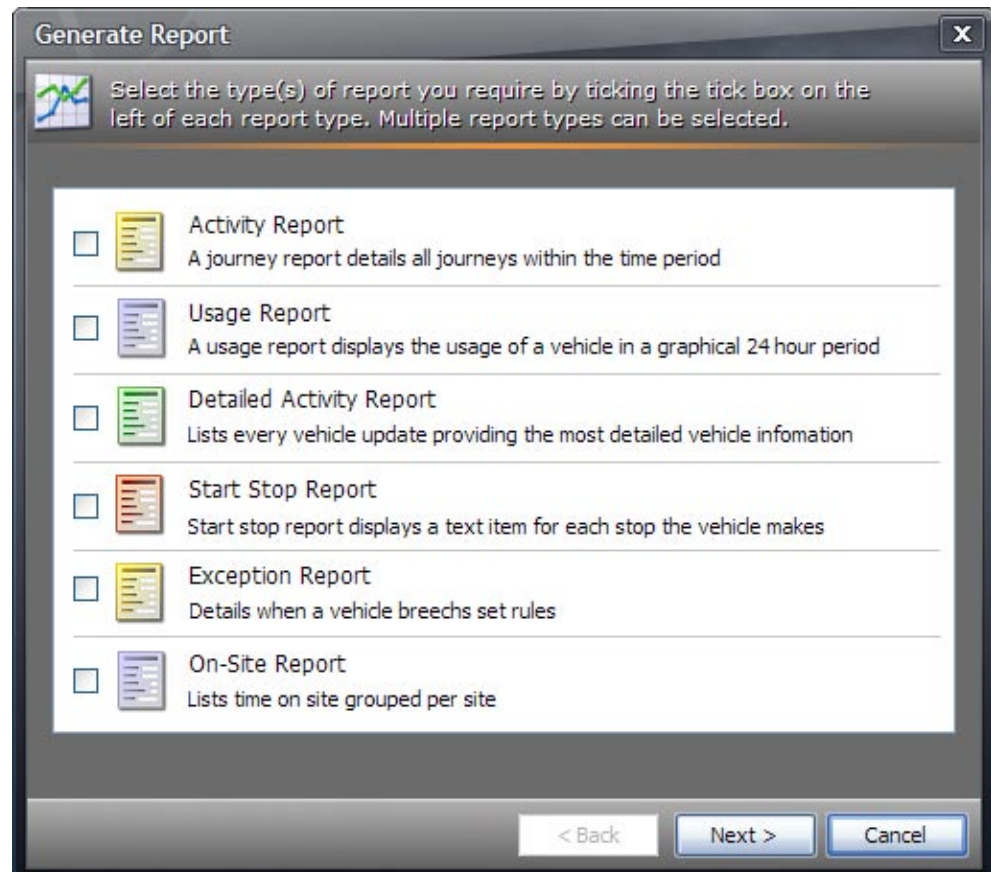 Generate Report
X
Select the type(s) of report you require by ticking the tick box on the
left of each report type. Multiple report types can be selected.
Activity Report
A journey report details all journeys within the time period
Usage Report
A usage report displays the usage of a vehicle in a graphical 24 hour period
Detailed Activity Report
Lists every vehicle update providing the most detailed vehicle infomation
Start Stop Report
Start stop report displays a text item for each stop the vehicle makes
Exception Report
Details when a vehicle breechs set rules
On-Site Report
Lists time on site grouped per site
< Back
Next >
Cancel